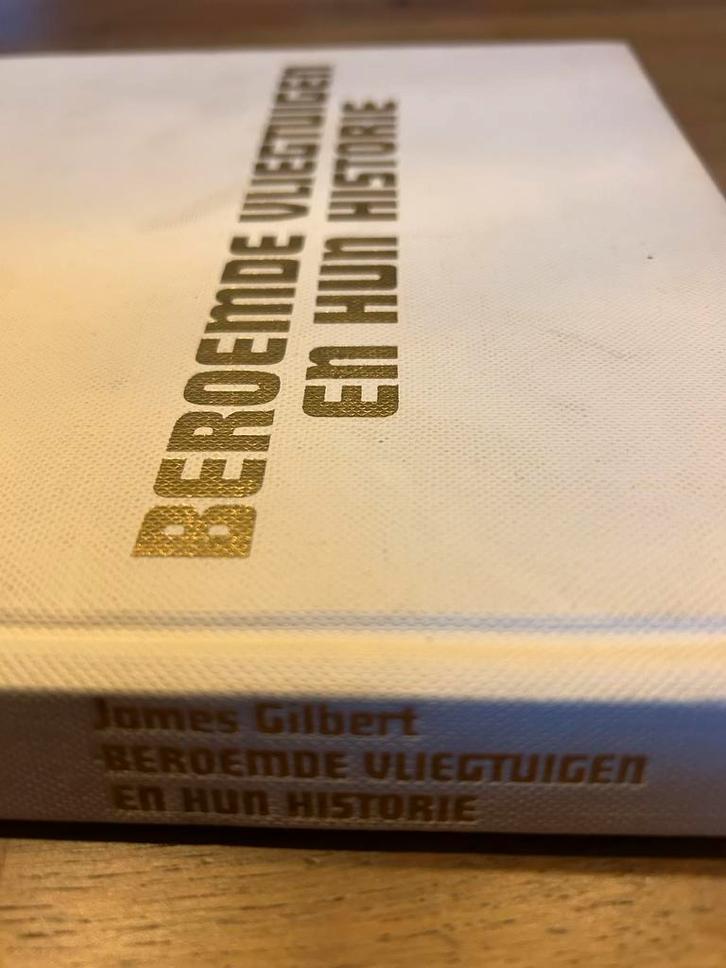 BEROEMDE VLIEGTUIGEN
EN HUN HISTORIE
James Gilbert
BEROEMDE VLIEGTUIGEN
EN HUN HISTORIE